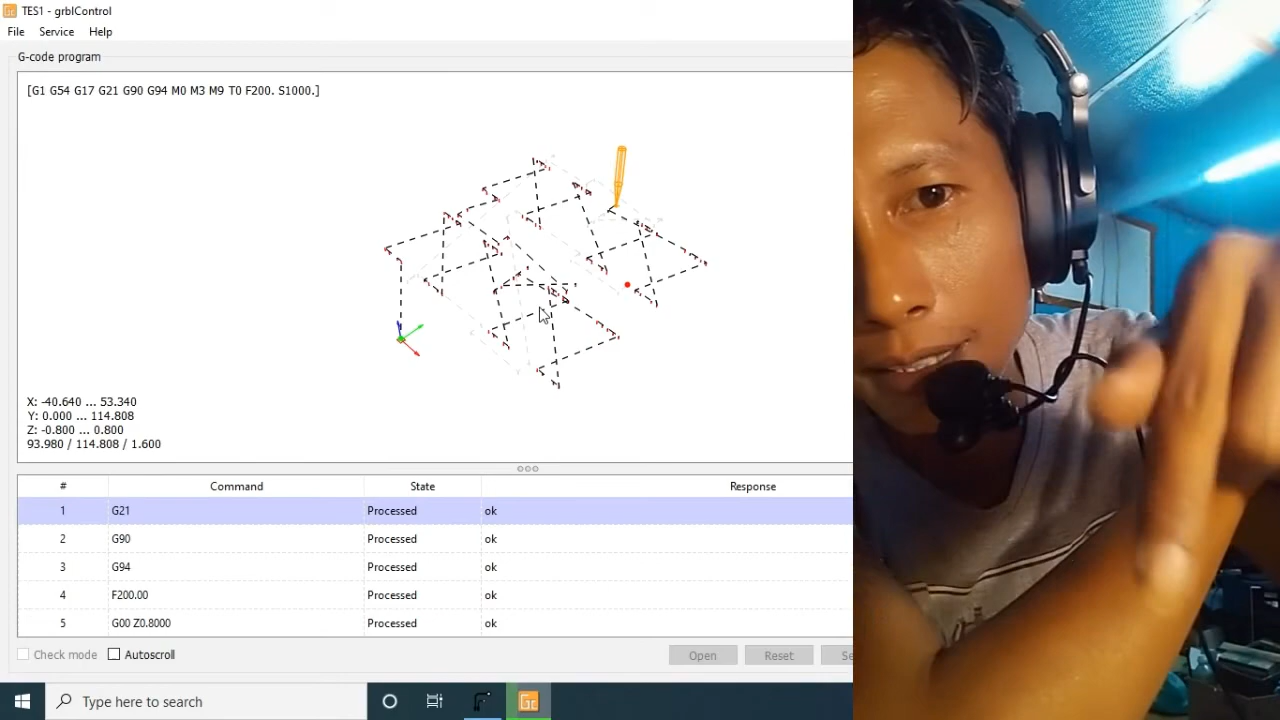 TES1 - grblControl
File Service Help
G-code program
[G1 G54 G17 G21 G90 G94 M0 M3 M9 T0 F200. S1000.]
X: -40.640 ... 53.340
Y: 0.000 ... 114.808
Z: -0.800 ... 0.800
93.980 / 114.808 / 1.600
# Command State Response
1 G21 Processed ok
2 G90 Processed ok
3 G94 Processed ok
4 F200.00 Processed ok
5 G00 Z0.8000 Processed ok
Check mode Autoscroll Open Reset Se
Type here to search